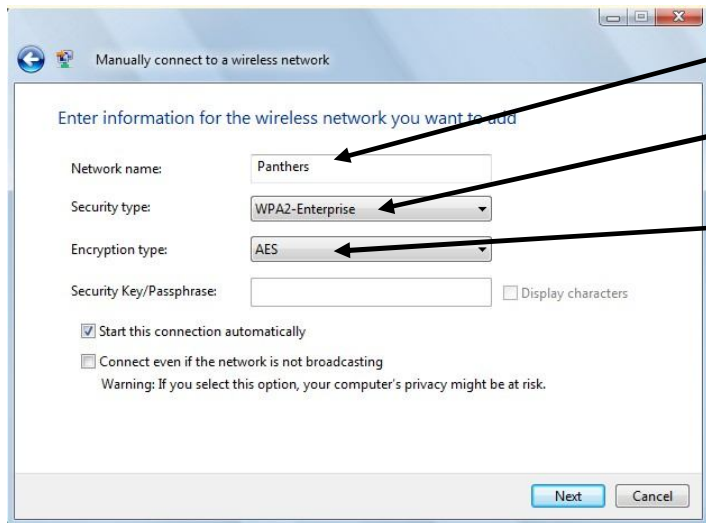 Manually connect to a wireless network
Enter information for the wireless network you want to add
Network name: Panthers
Security type: WPA2-Enterprise
Encryption type: AES
Security Key/Passphrase: Display characters
Start this connection automatically
Connect even if the network is not broadcasting
Warning: If you select this option, your computer's privacy might be at risk.
Next Cancel